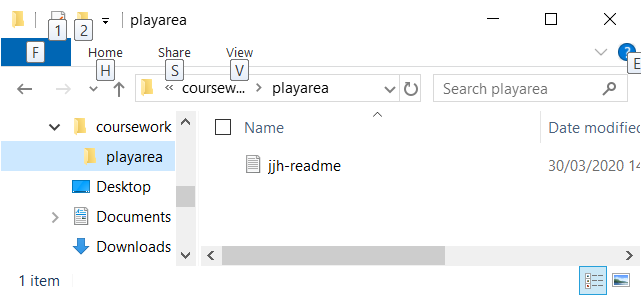 1 2 playarea
F Home Share View ?
H S V E
« coursew... playarea Search playarea
coursework Name Date modified
playarea jjh-readme 30/03/2020 14
Desktop
Documents
Downloads
1 item